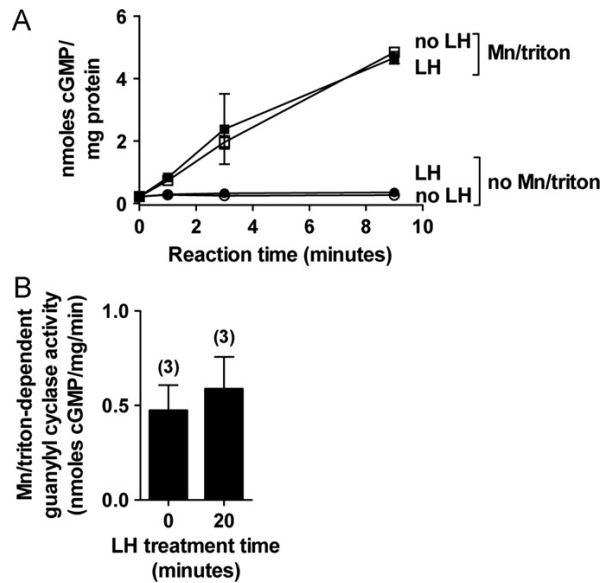 A
nmoles cGMP/
mg protein
6
4
2
0
no LH
LH
Mn/triton
LH
no LH
no Mn/triton
0 2 4 6 8 10
Reaction time (minutes)
B
Mn/triton-dependent
guanylyl cyclase activity
(nmoles cGMP/mg/min)
1.0
0.5
0.0
(3) (3)
0 20
LH treatment time
(minutes)